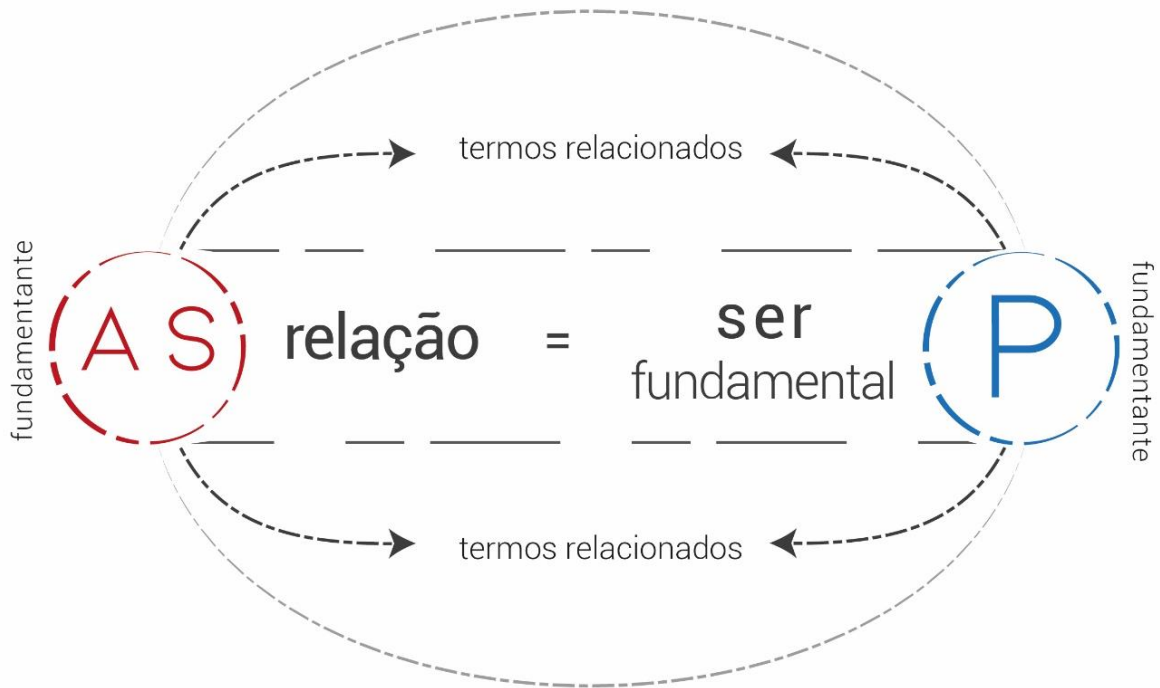 termos relacionados
fundamentante
A S
relação = ser
fundamental
P
fundamentante
termos relacionados